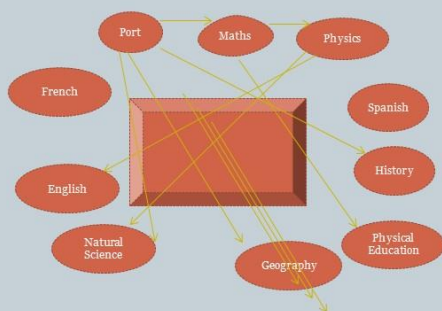 Port
Maths
Physics
French
Spanish
History
English
Natural
Science
Physical
Education
Geography